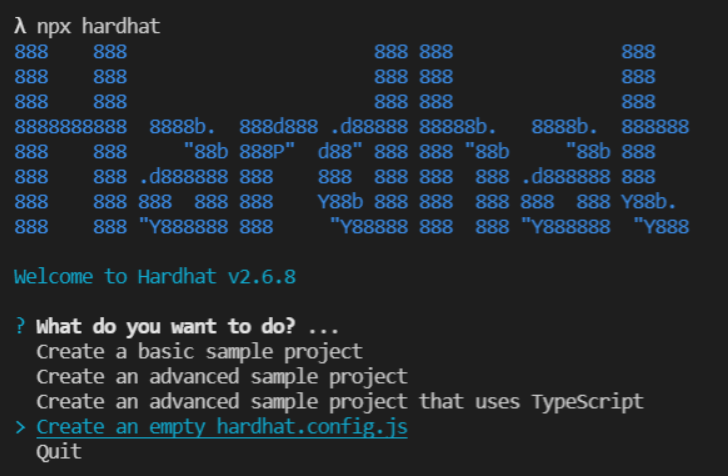 λ npx hardhat
888    888                      888 888               888
888    888                      888 888               888
888    888                      888 888               888
8888888888  8888b.  888d888 .d88888 88888b.   8888b.  888888
888    888     "88b 888P"  d88" 888 888 "88b     "88b 888
888    888 .d888888 888    888  888 888  888 .d888888 888
888    888 888  888 888    Y88b 888 888  888 888  888 Y88b.
888    888 "Y888888 888     "Y88888 888  888 "Y888888  "Y888
Welcome to Hardhat v2.6.8
? What do you want to do? ...
Create a basic sample project
Create an advanced sample project
Create an advanced sample project that uses TypeScript
> Create an empty hardhat.config.js
Quit